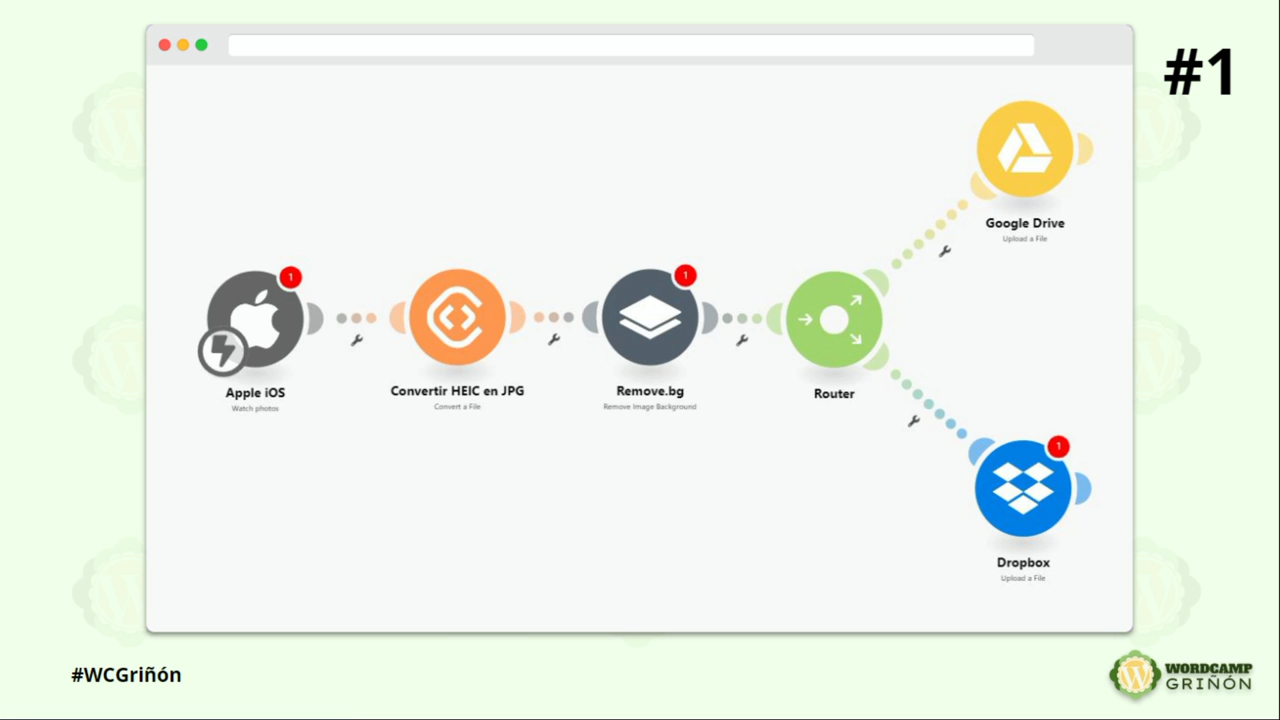 #1
Google Drive
Upload a File
1
Apple iOS
Watch photos
Convertir HEIC en JPG
Convert a File
1
Remove.bg
Remove Image Background
Router
1
Dropbox
Upload a File
#WCGriñón
WORDCAMP
GRIÑÓN